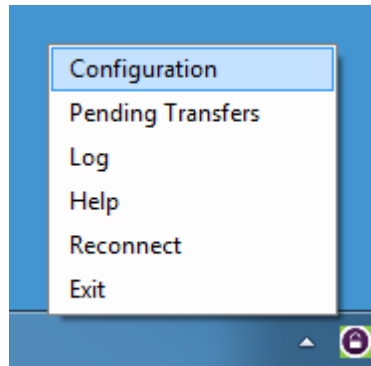 Configuration
Pending Transfers
Log
Help
Reconnect
Exit